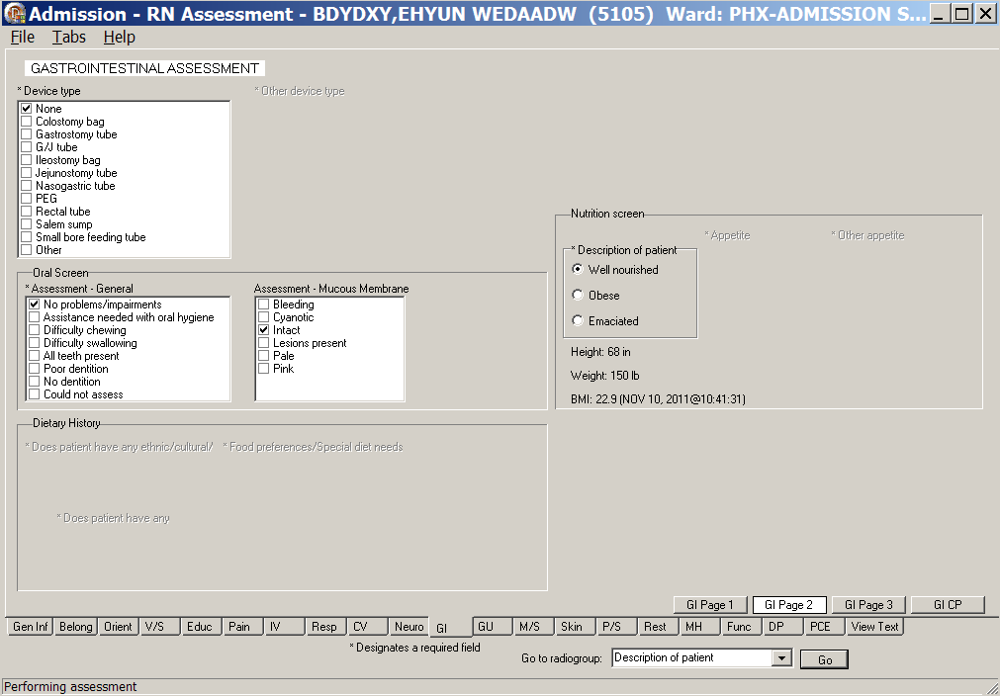 Admission - RN Assessment - BDYDXY,EHYUN WEDAADW (5105) Ward: PHX-ADMISSION S...
File Tabs Help
GASTROINTESTINAL ASSESSMENT
* Device type
* Other device type
None
Colostomy bag
Gastrostomy tube
G/J tube
Ileostomy bag
Jejunostomy tube
Nasogastric tube
PEG
Rectal tube
Salem sump
Small bore feeding tube
Other
Oral Screen
* Assessment - General
No problems/impairments
Assistance needed with oral hygiene
Difficulty chewing
Difficulty swallowing
All teeth present
Poor dentition
No dentition
Could not assess
Assessment - Mucous Membrane
Bleeding
Cyanotic
Intact
Lesions present
Pale
Pink
Nutrition screen
* Appetite
* Other appetite
* Description of patient
Well nourished
Obese
Emaciated
Height: 68 in
Weight: 150 lb
BMI: 22.9 (NOV 10, 2011@10:41:31)
Dietary History
* Does patient have any ethnic/cultural/
* Food preferences/Special diet needs
* Does patient have any
GI Page 1 GI Page 2 GI Page 3 GI CP
Gen Inf Belong Orient V/S Educ Pain IV Resp CV Neuro GI GU M/S Skin P/S Rest MH Func DP PCE View Text
* Designates a required field
Go to radiogroup: Description of patient Go
Performing assessment